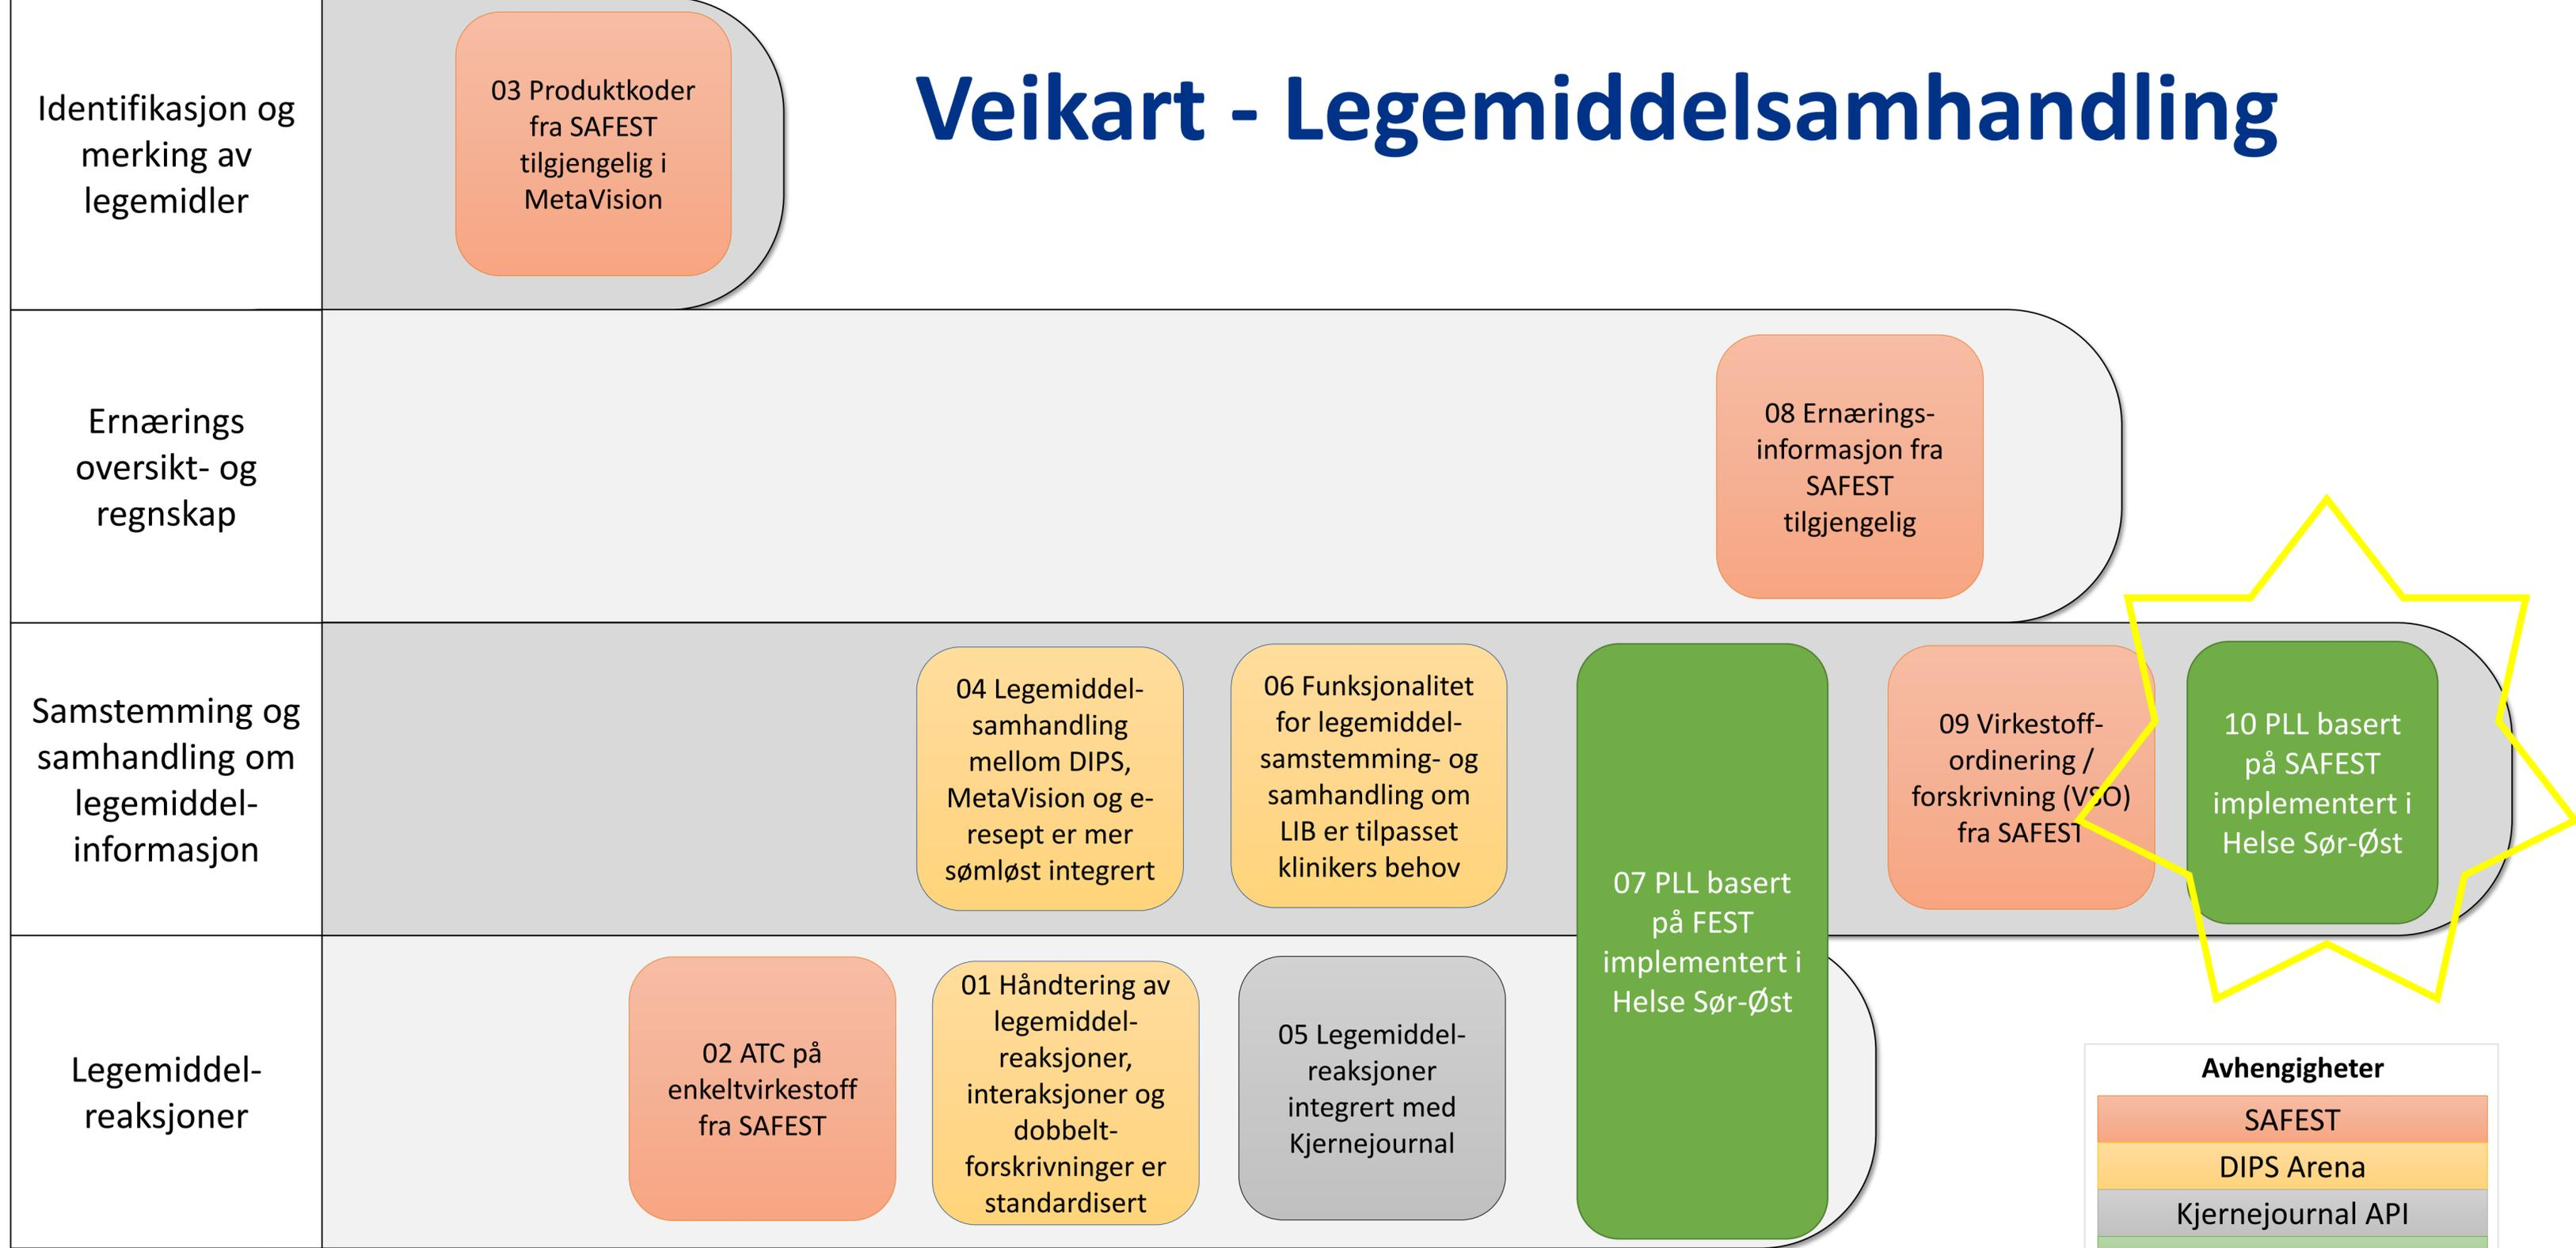 Veikart - Legemiddelsamhandling
Identifikasjon og
merking av
legemidler
03 Produktkoder
fra SAFEST
tilgjengelig i
MetaVision
Ernærings
oversikt- og
regnskap
08 Ernærings-
informasjon fra
SAFEST
tilgjengelig
Samstemming og
samhandling om
legemiddel-
informasjon
04 Legemiddel-
samhandling
mellom DIPS,
MetaVision og e-
resept er mer
sømløst integrert
06 Funksjonalitet
for legemiddel-
samstemming- og
samhandling om
LIB er tilpasset
klinikers behov
07 PLL basert
på FEST
implementert i
Helse Sør-Øst
09 Virkestoff-
ordinering /
forskrivning (VSO)
fra SAFEST
10 PLL basert
på SAFEST
implementert i
Helse Sør-Øst
Legemiddel-
reaksjoner
02 ATC på
enkeltvirkestoff
fra SAFEST
01 Håndtering av
legemiddel-
reaksjoner,
interaksjoner og
dobbelt-
forskrivninger er
standardisert
05 Legemiddel-
reaksjoner
integrert med
Kjernejournal
Avhengigheter
SAFEST
DIPS Arena
Kjernejournal API